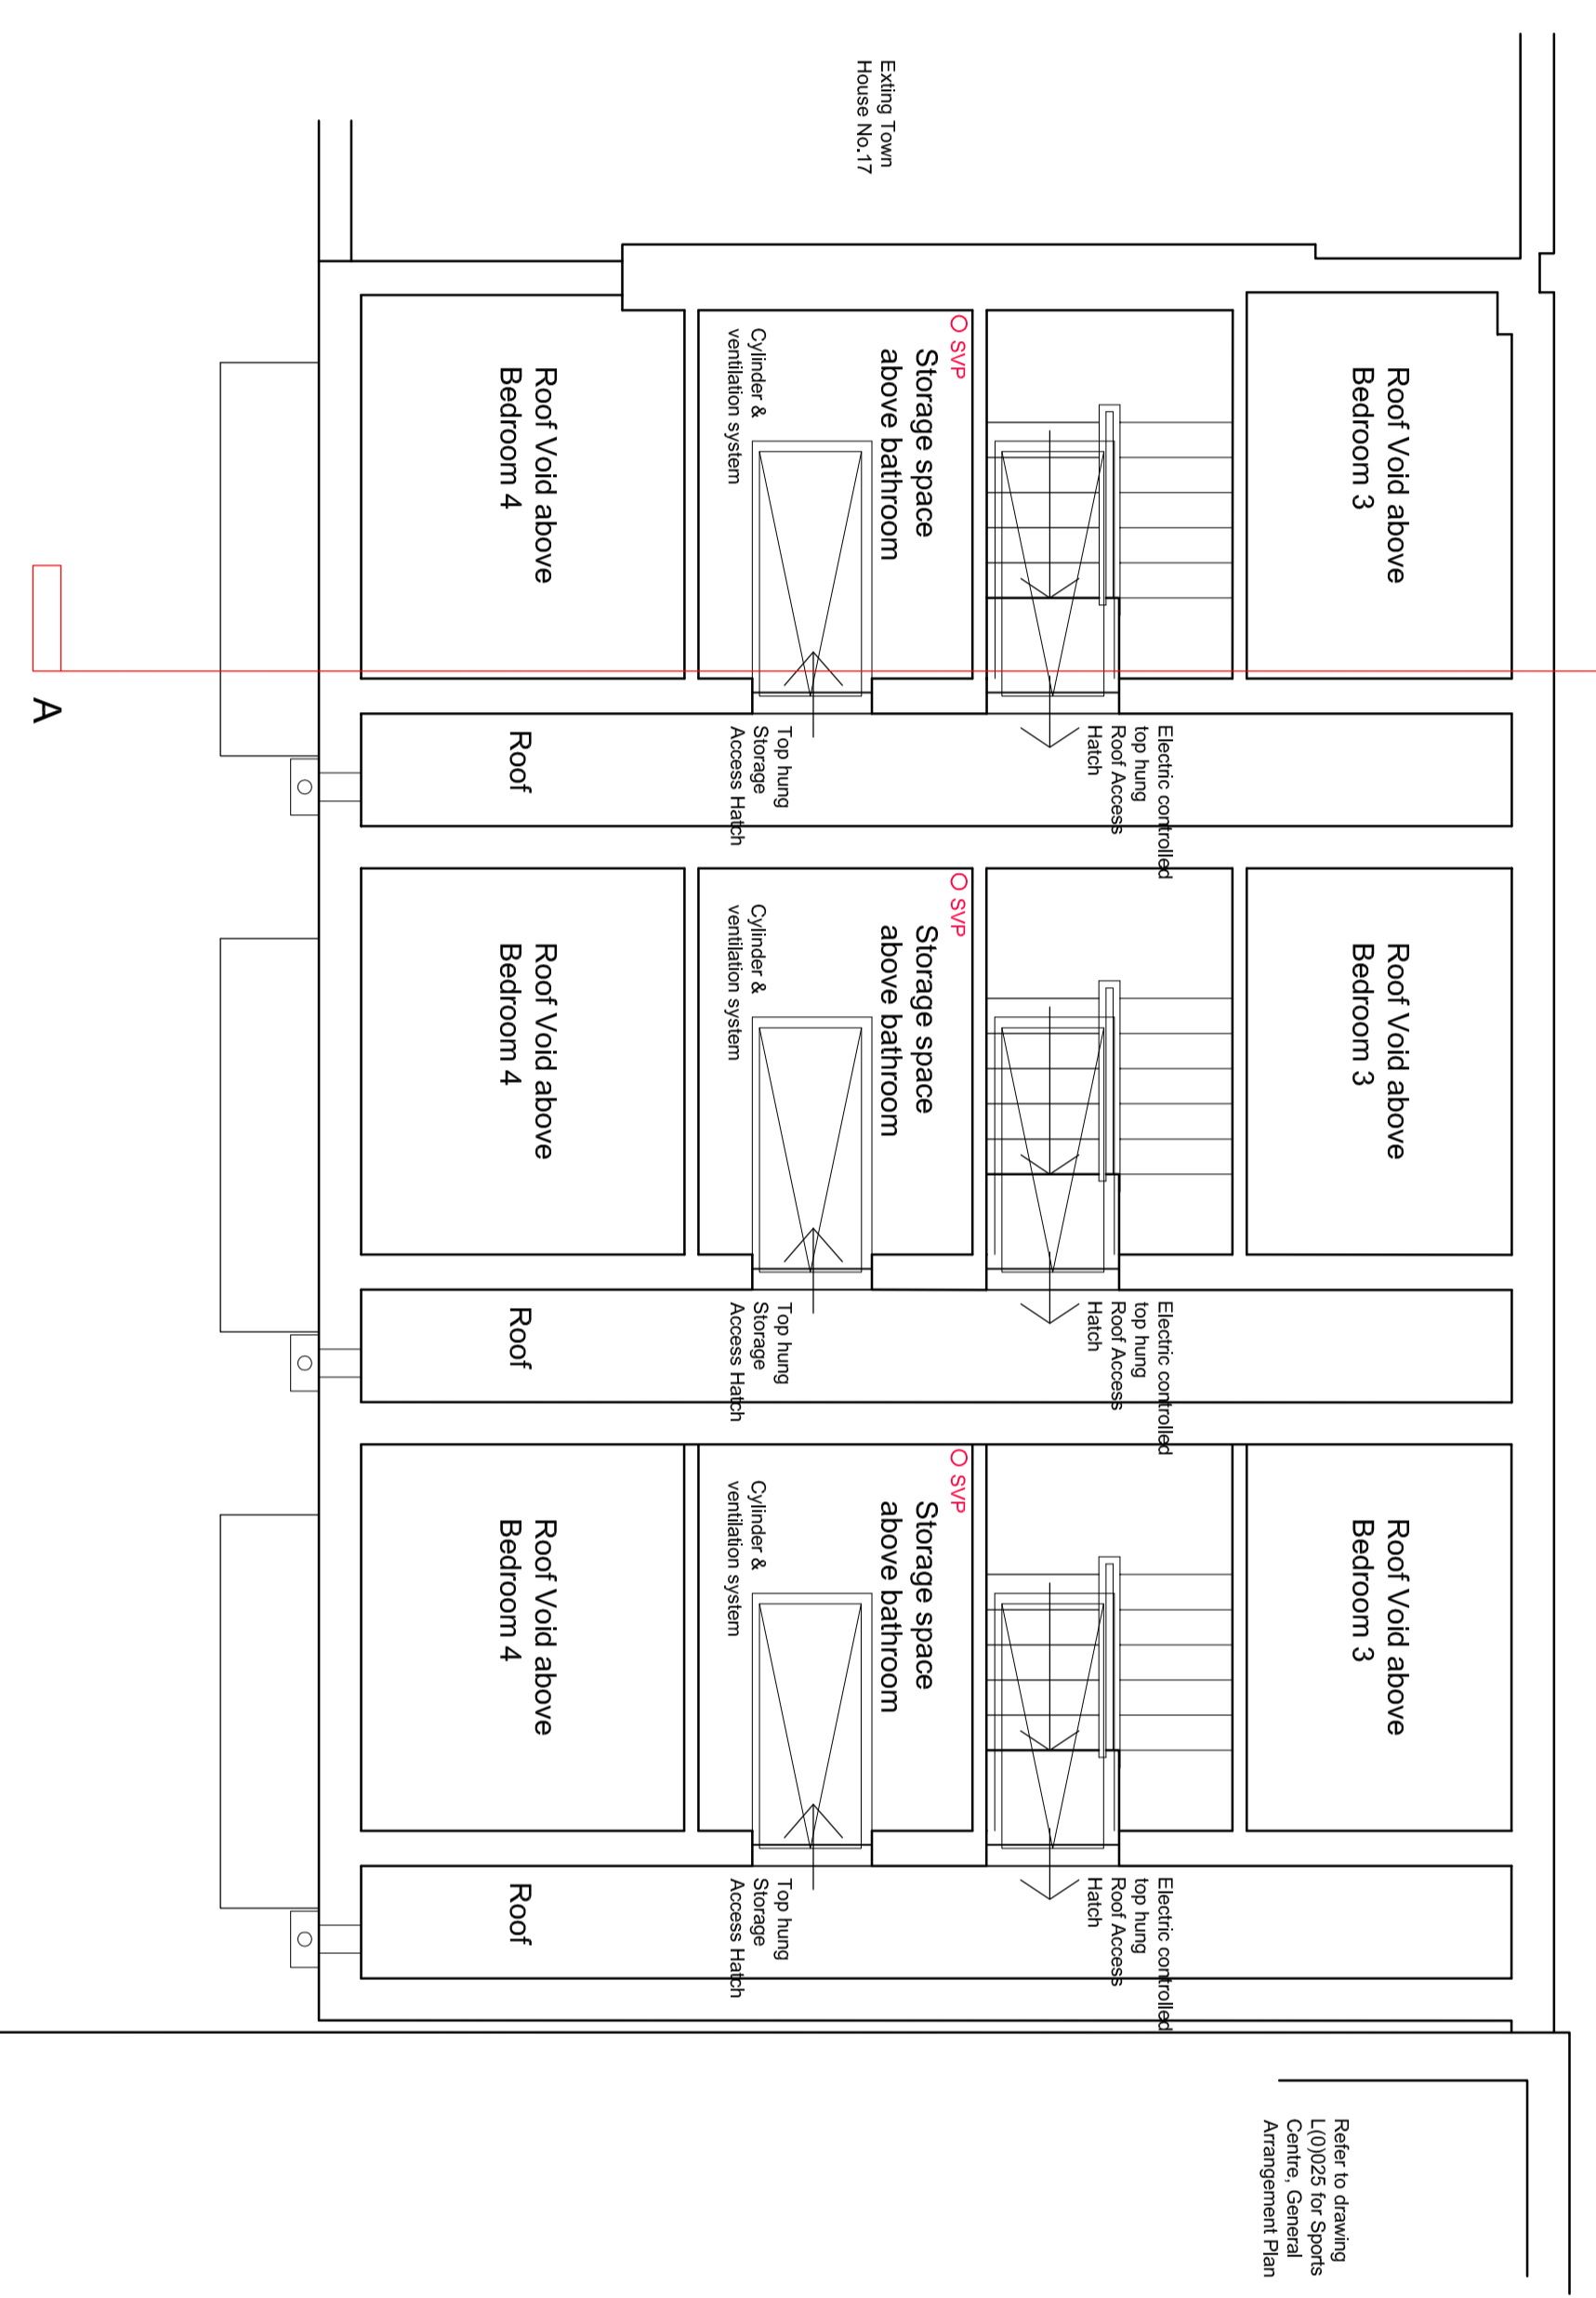 Exting Town
House No.17
Roof Void above
Bedroom 3
SVP
Storage space
above bathroom
Cylinder &
ventilation system
Roof Void above
Bedroom 4
Electric controlled
top hung
Roof Access
Hatch
Top hung
Storage
Access Hatch
Roof
A
Roof Void above
Bedroom 3
SVP
Storage space
above bathroom
Cylinder &
ventilation system
Roof Void above
Bedroom 4
Electric controlled
top hung
Roof Access
Hatch
Top hung
Storage
Access Hatch
Roof
Roof Void above
Bedroom 3
SVP
Storage space
above bathroom
Cylinder &
ventilation system
Roof Void above
Bedroom 4
Electric controlled
top hung
Roof Access
Hatch
Top hung
Storage
Access Hatch
Roof
Refer to drawing
L(0)025 for Sports
Centre, General
Arrangement Plan